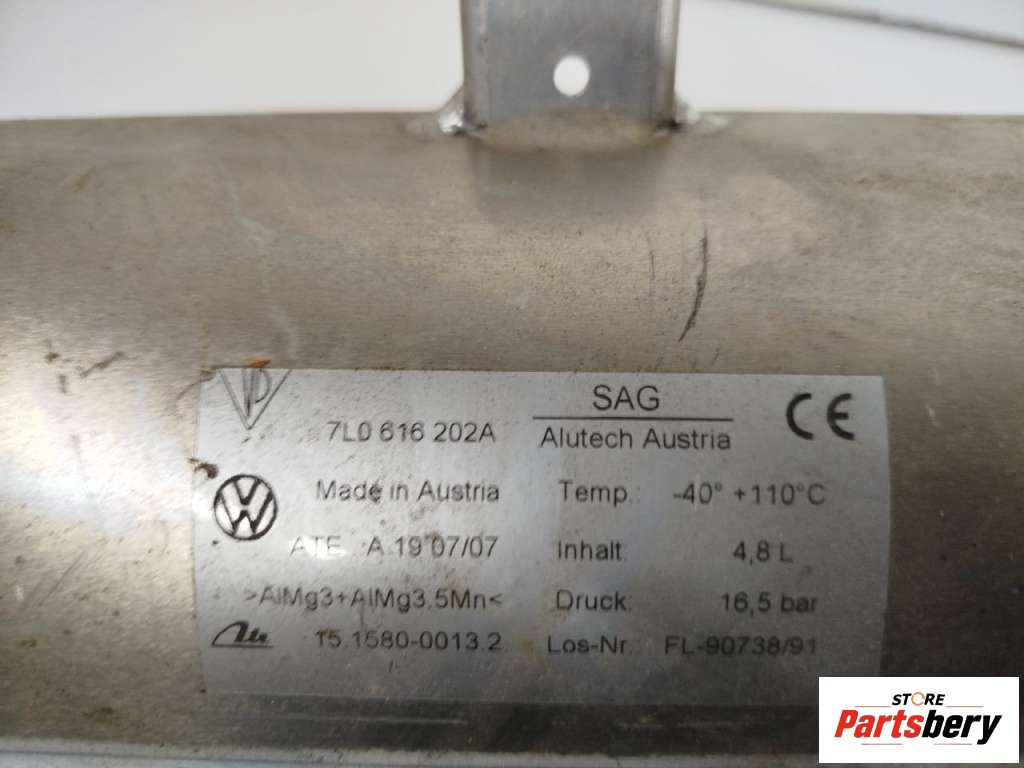 7L0 616 202A
Made in Austria
ATE A 19 07/07
>AlMg3+AlMg3,5Mn<
15.1580-0013.2
SAG
Alutech Austria
CE
Temp.: -40° +110°C
Inhalt: 4,8 L
Druck: 16,5 bar
Los-Nr. FL-90738/91
STORE
Partsbery